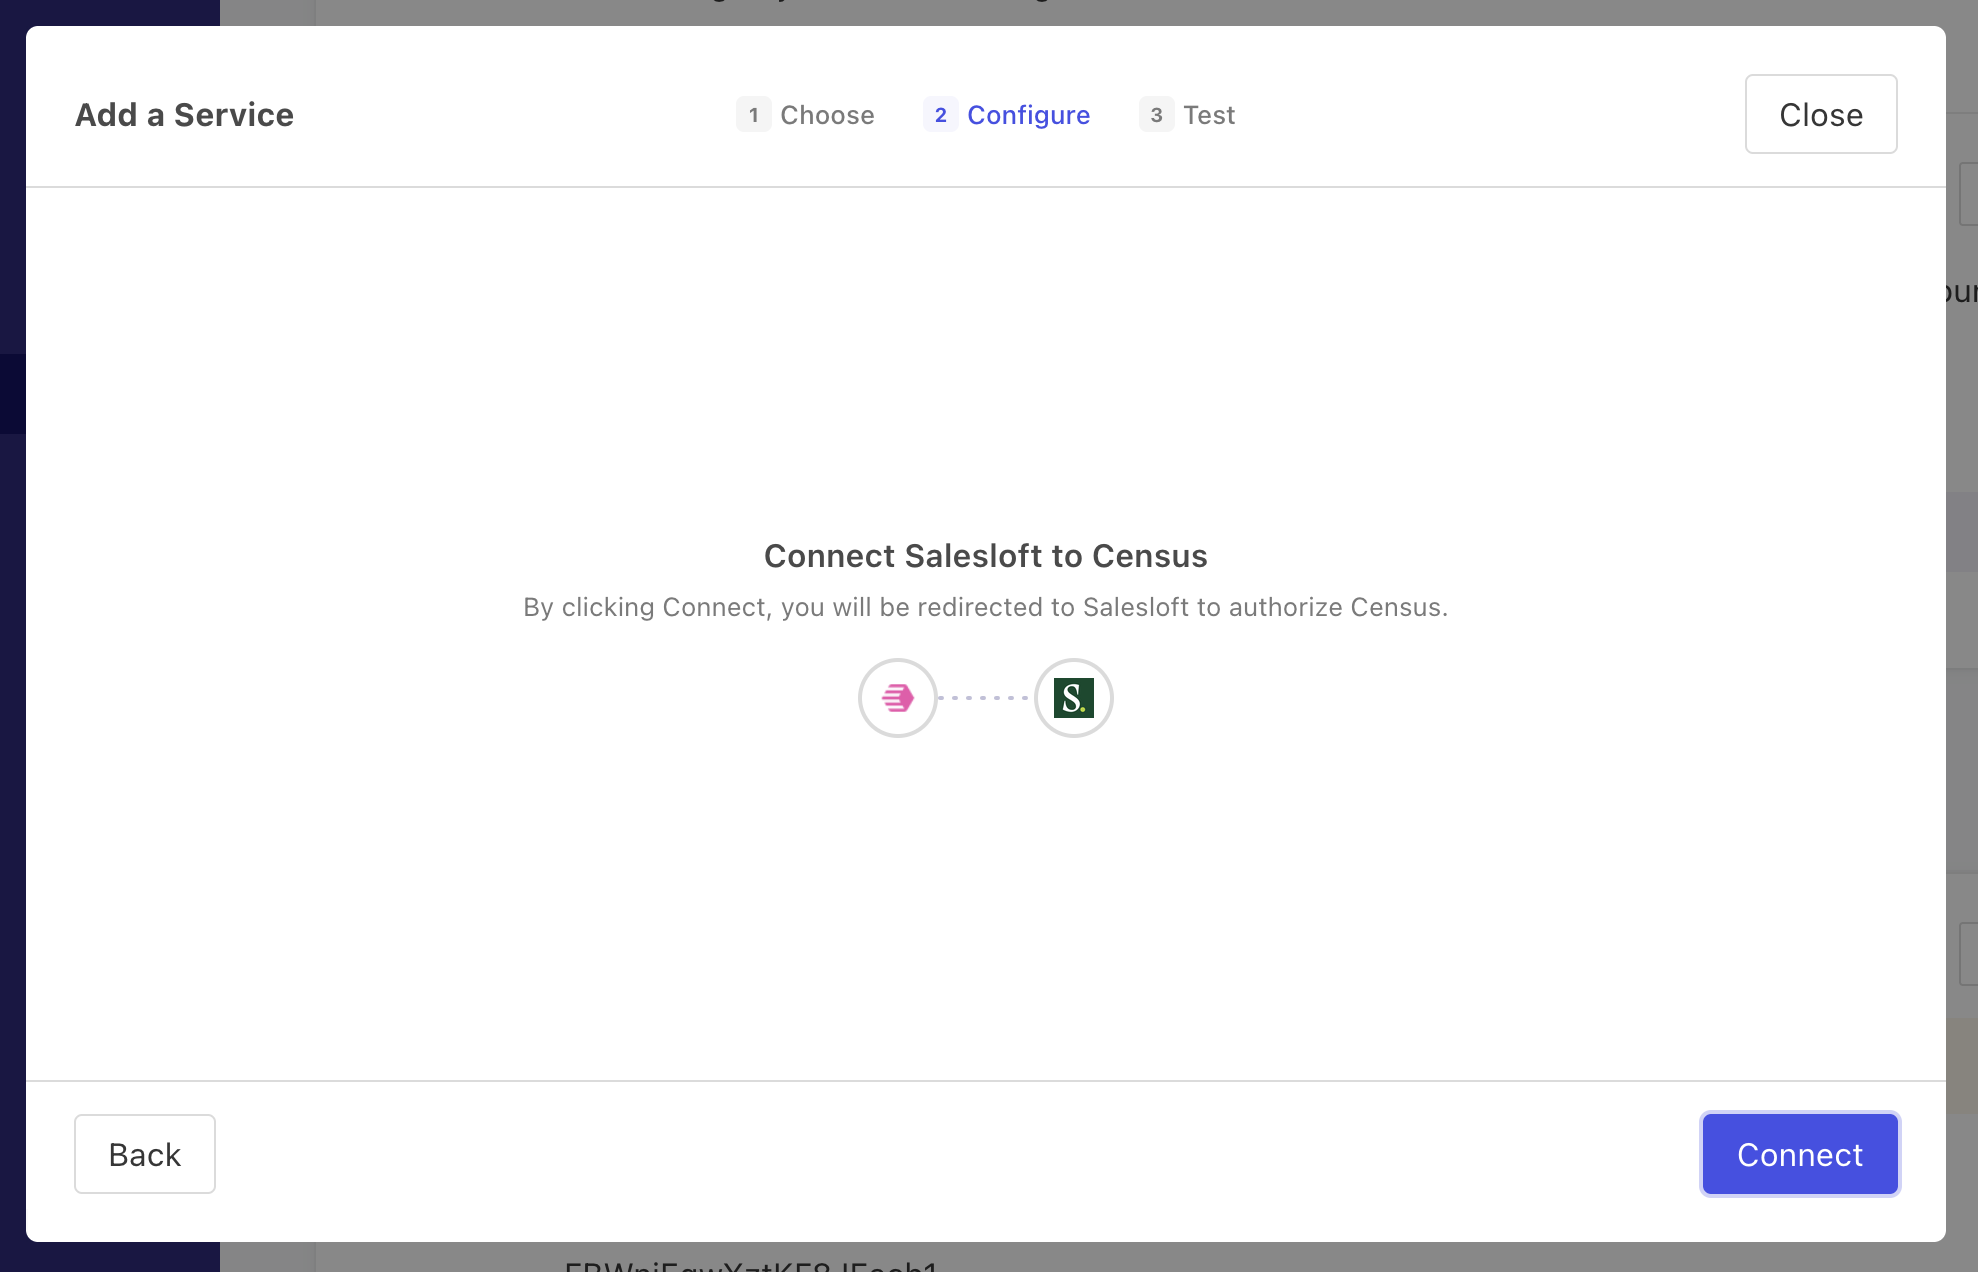 Add a Service
1 Choose
2 Configure
3 Test
Close
Connect Salesloft to Census
By clicking Connect, you will be redirected to Salesloft to authorize Census.
S.
Back
Connect